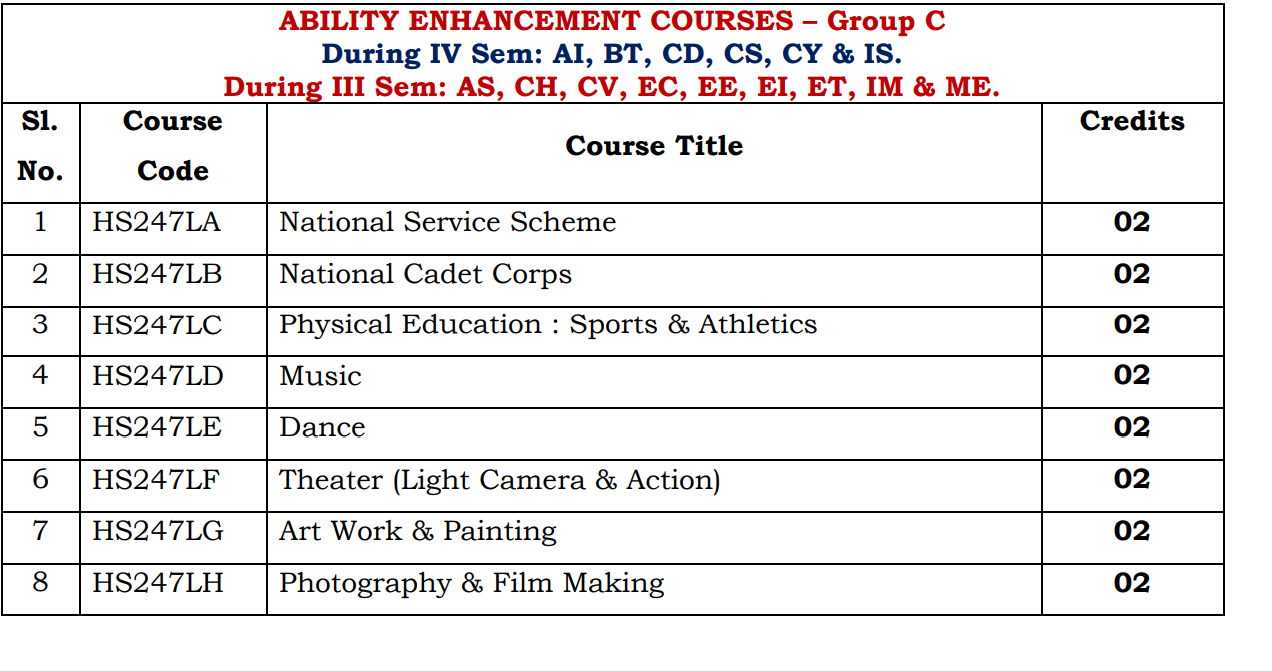 ABILITY ENHANCEMENT COURSES – Group C
During IV Sem: AI, BT, CD, CS, CY & IS.
During III Sem: AS, CH, CV, EC, EE, EI, ET, IM & ME.
Sl. No. Course Code Course Title Credits
1 HS247LA National Service Scheme 02
2 HS247LB National Cadet Corps 02
3 HS247LC Physical Education : Sports & Athletics 02
4 HS247LD Music 02
5 HS247LE Dance 02
6 HS247LF Theater (Light Camera & Action) 02
7 HS247LG Art Work & Painting 02
8 HS247LH Photography & Film Making 02